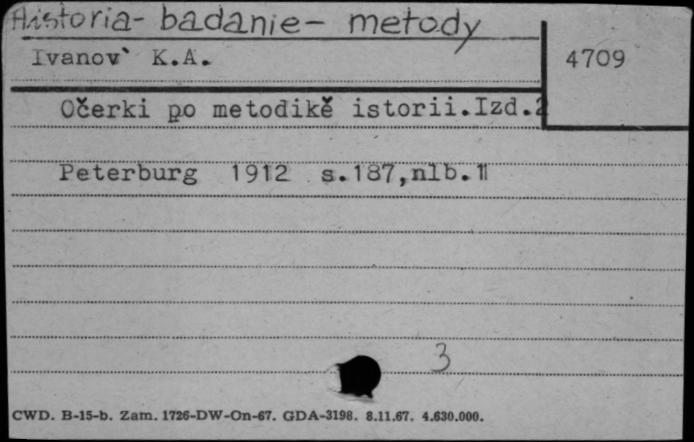 Historia- badanie- metody
Ivanov` K.A.
4709
Očerki po metodikě istorii.Izd.2
Peterburg 1912 s.187,nlb.1
3
CWD. B-15-b. Zam. 1726-DW-On-67. GDA-3198. 8.11.67. 4.630.000.